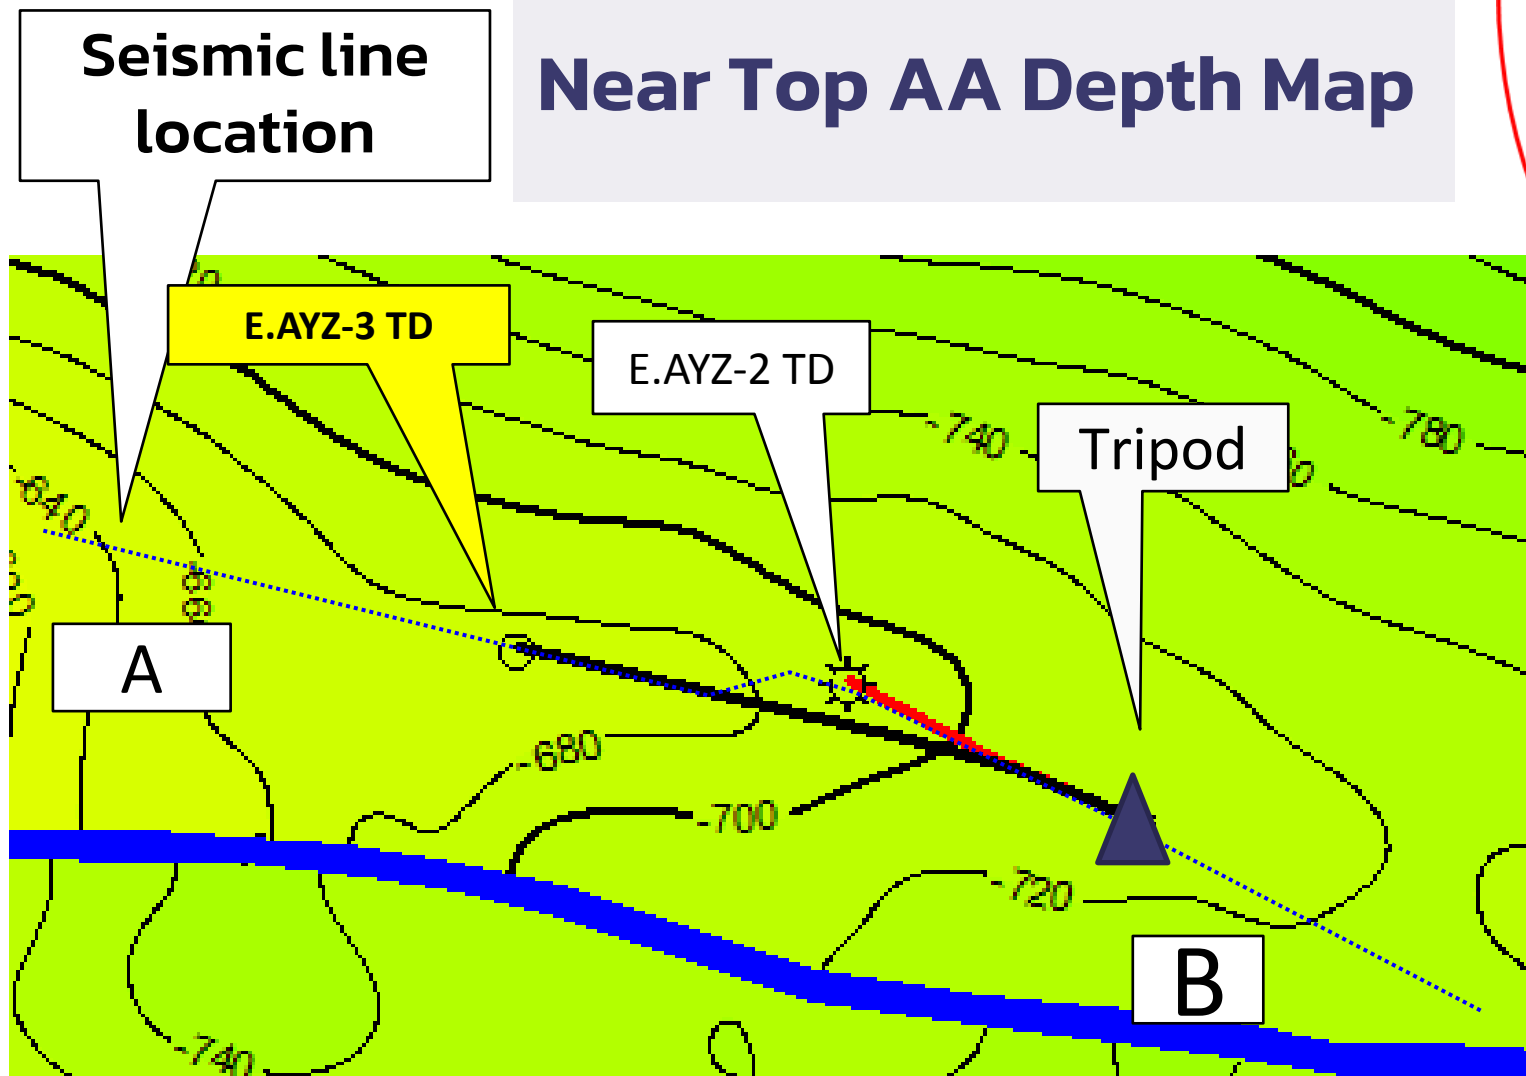 Seismic line
location
Near Top AA Depth Map
E.AYZ-3 TD
E.AYZ-2 TD
-740
-780
Tripod
-640
A
-680
-700
-720
B
-740